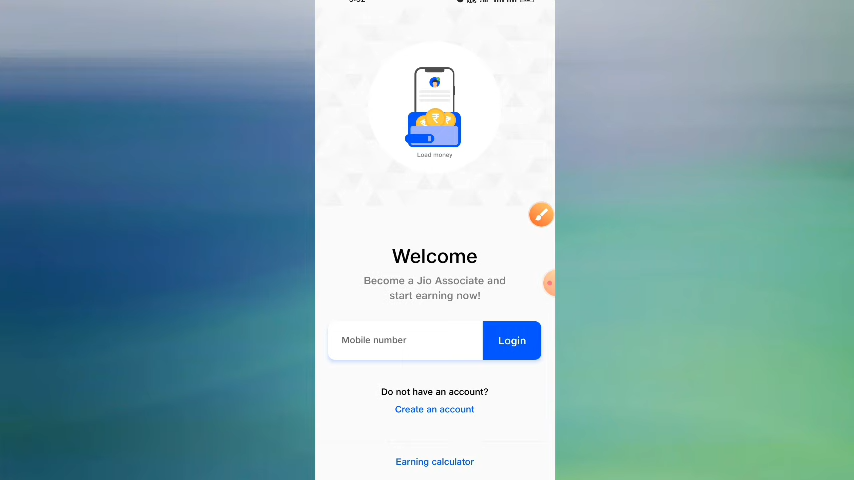 Load money
Welcome
Become a Jio Associate and
start earning now!
Mobile number
Login
Do not have an account?
Create an account
Earning calculator